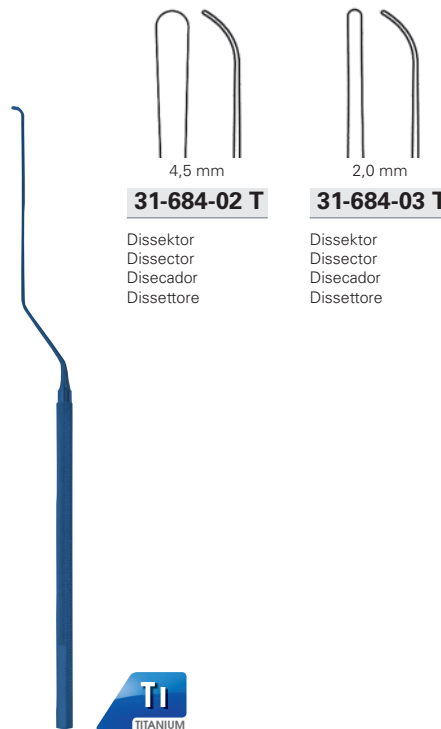 4,5 mm
31-684-02 T
Dissektor
Dissector
Disecador
Dissettore
2,0 mm
31-684-03 T
Dissektor
Dissector
Disecador
Dissettore
TI
TITANIUM